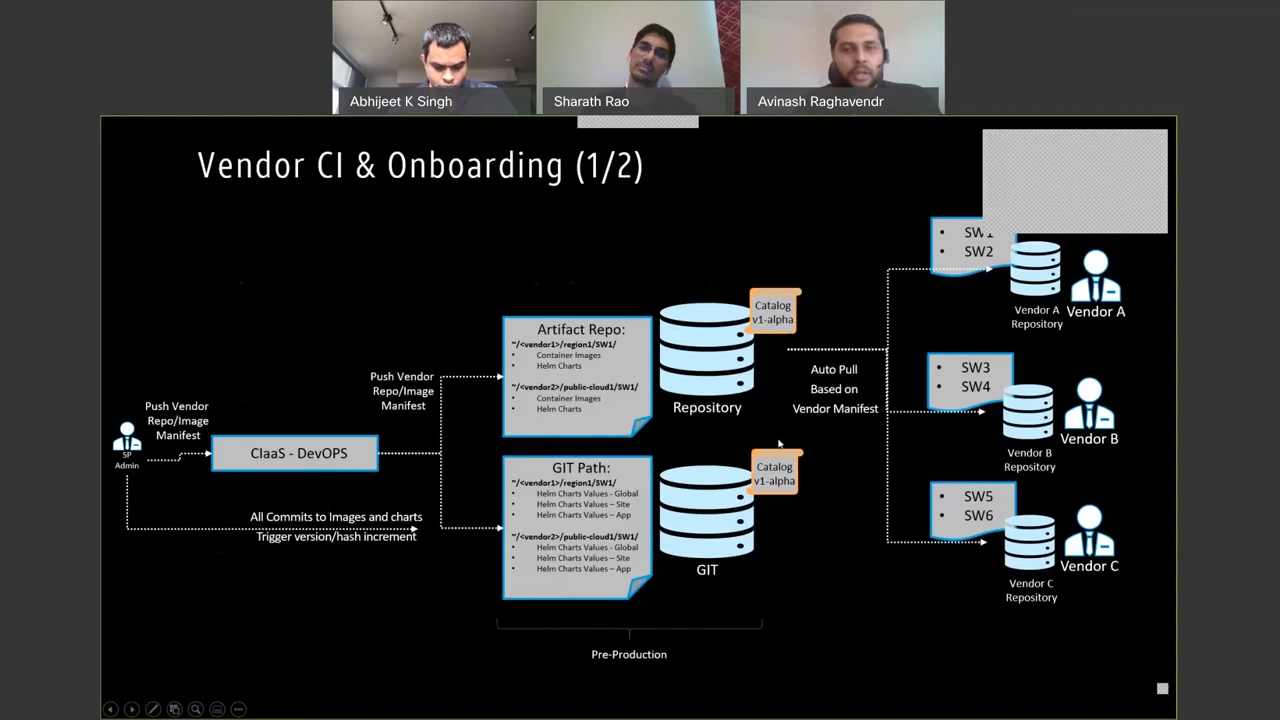 Abhijeet K Singh
Sharath Rao
Avinash Raghavendr
Vendor CI & Onboarding (1/2)
SP
Admin
Push Vendor
Repo/Image
Manifest
CIaaS - DevOPS
All Commits to Images and charts
Trigger version/hash increment
Push Vendor
Repo/Image
Manifest
Artifact Repo:
~/<vendor1>/region1/SW1/
• Container Images
• Helm Charts
~/<vendor2>/public-cloud1/SW1/
• Container Images
• Helm Charts
Repository
Catalog
v1-alpha
GIT Path:
~/<vendor1>/region1/SW1/
• Helm Charts Values - Global
• Helm Charts Values – Site
• Helm Charts Values – App
~/<vendor2>/public-cloud1/SW1/
• Helm Charts Values - Global
• Helm Charts Values – Site
• Helm Charts Values – App
GIT
Catalog
v1-alpha
Pre-Production
Auto Pull
Based on
Vendor Manifest
• SW1
• SW2
Vendor A
Repository
Vendor A
• SW3
• SW4
Vendor B
Repository
Vendor B
• SW5
• SW6
Vendor C
Repository
Vendor C